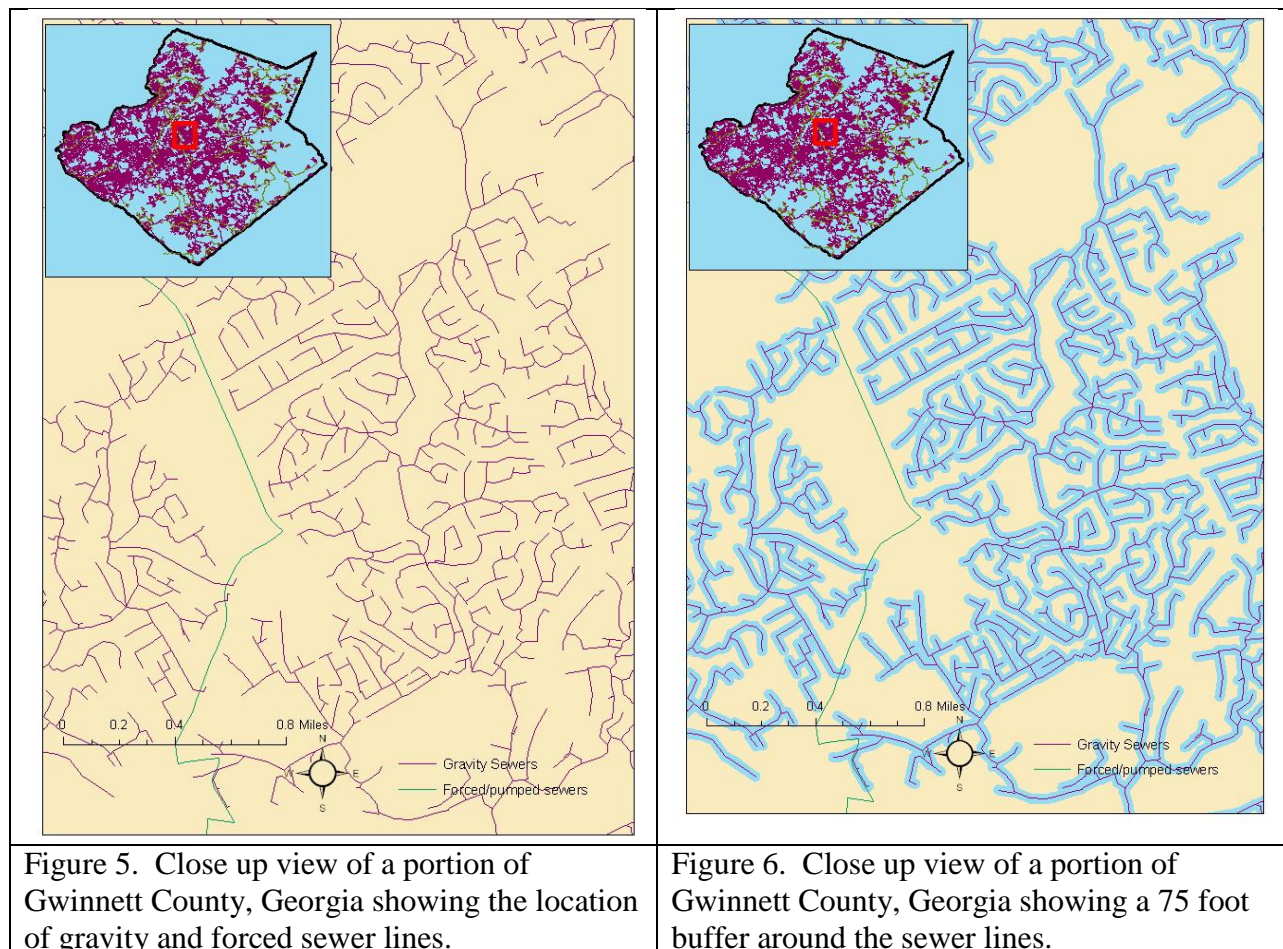 0 0.2 0.4 0.8 Miles
N
W E
S
Gravity Sewers
Forced/pumped sewers
Figure 5. Close up view of a portion of
Gwinnett County, Georgia showing the location
of gravity and forced sewer lines.
0 0.2 0.4 0.8 Miles
N
W E
S
Gravity Sewers
Forced/pumped sewers
Figure 6. Close up view of a portion of
Gwinnett County, Georgia showing a 75 foot
buffer around the sewer lines.